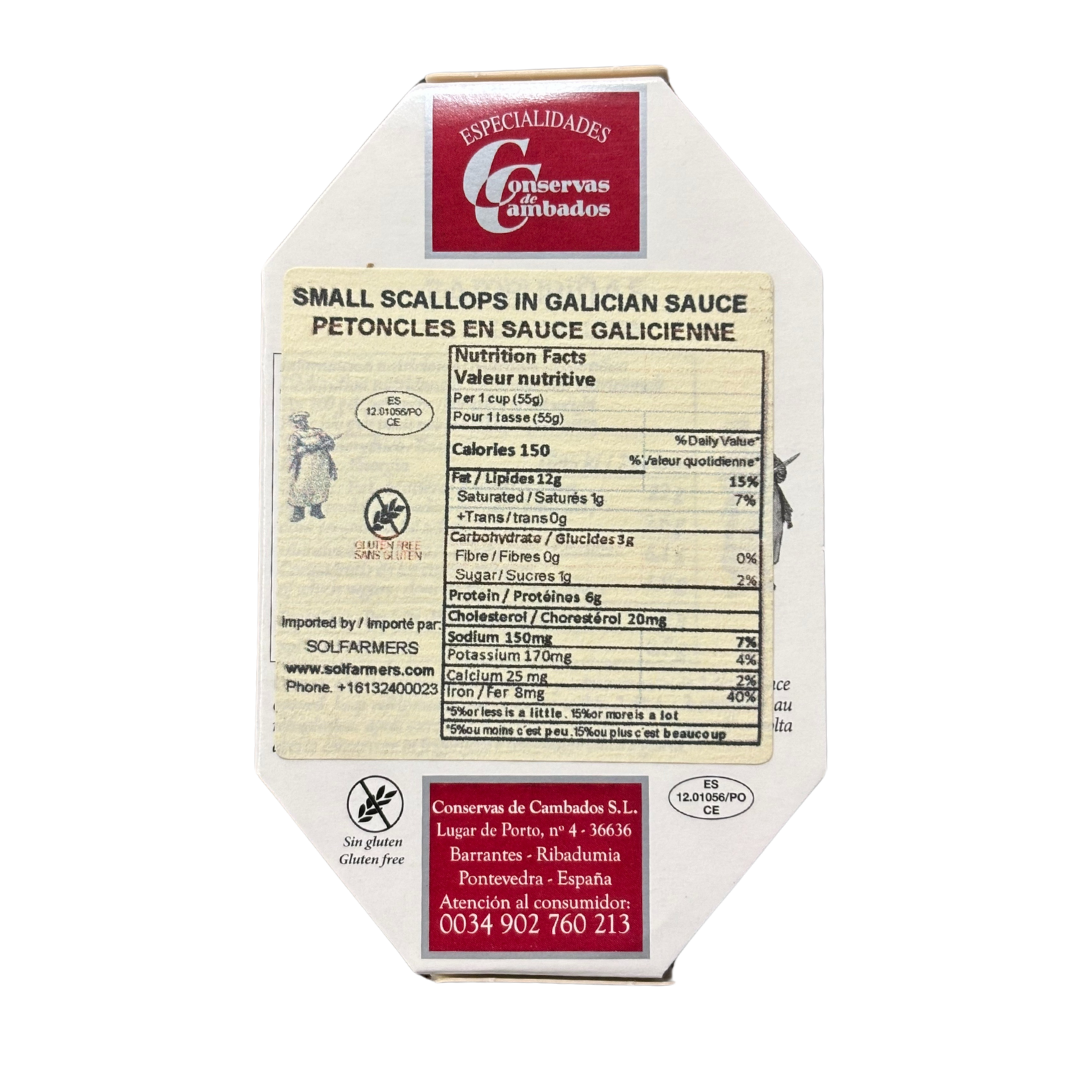 ESPECIALIDADES
Conservas
de
Cambados
SMALL SCALLOPS IN GALICIAN SAUCE
PETONCLES EN SAUCE GALICIENNE
Nutrition Facts
Valeur nutritive
Per 1 cup (55g)
Pour 1 tasse (55g)
% Daily Value*
Calories 150
% Valeur quotidienne*
Fat / Lipides 12g 15%
Saturated / Saturés 1g 7%
+Trans / trans 0g
Carbohydrate / Glucides 3g
Fibre / Fibres 0g 0%
Sugar / Sucres 1g 2%
Protein / Protéines 6g
Cholesterol / Chorestérol 20mg
Sodium 150mg 7%
Potassium 170mg 4%
Calcium 25 mg 2%
Iron / Fer 8mg 40%
*5%or less is a little . 15%or more is a lot
*5%ou moins c'est peu .15%ou plus c'est beaucoup
ES
12.01056/PO
CE
GLUTEN FREE
SANS GLUTEN
Imported by / Importé par:
SOLFARMERS
www.solfarmers.com
Phone. +16132400023
au
Sin gluten
Gluten free
Conservas de Cambados S.L.
Lugar de Porto, nº 4 - 36636
Barrantes - Ribadumia
Pontevedra - España
Atención al consumidor:
0034 902 760 213
ES
12.01056/PO
CE